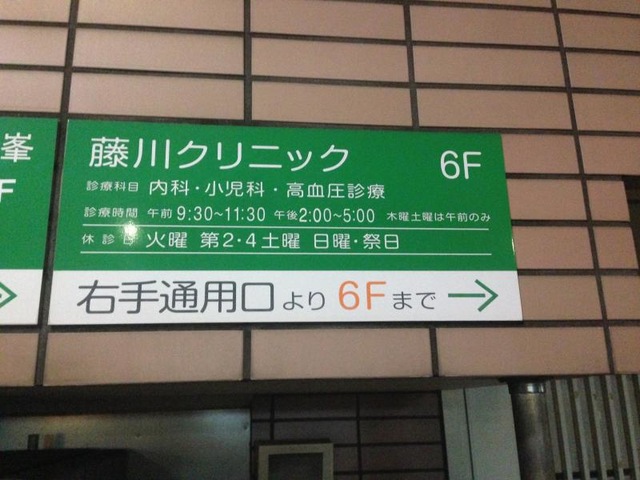 峯
F
藤川クリニック 6F
診療科目 内科・小児科・高血圧診療
診療時間 午前 9:30~11:30 午後 2:00~5:00 木曜土曜は午前のみ
休診日 火曜 第2・4土曜 日曜・祭日
右手通用口より 6Fまで →